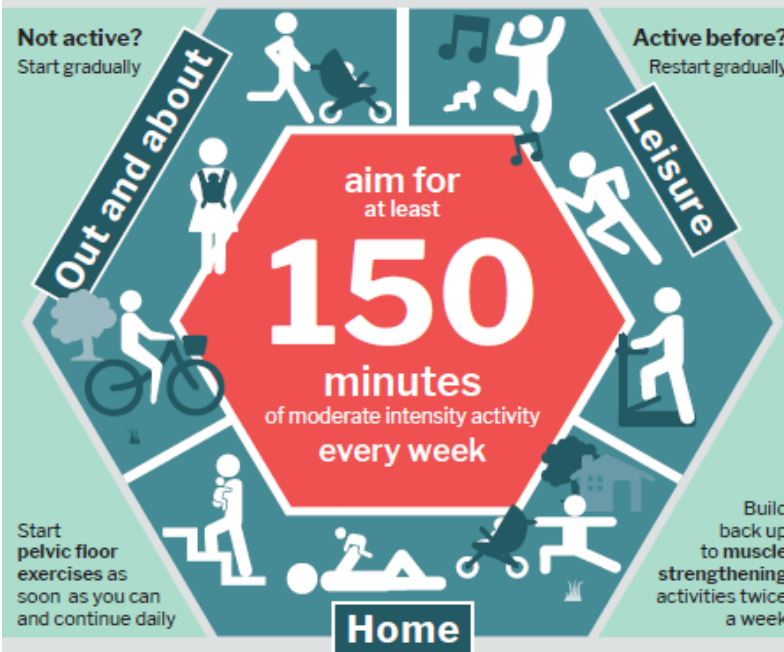 Not active?
Start gradually
Active before?
Restart gradually
Out and about
Leisure
aim for
at least
150
minutes
of moderate intensity activity
every week
Start
pelvic floor
exercises as
soon as you can
and continue daily
Build
back up
to muscle
strengthening
activities twice
a week
Home